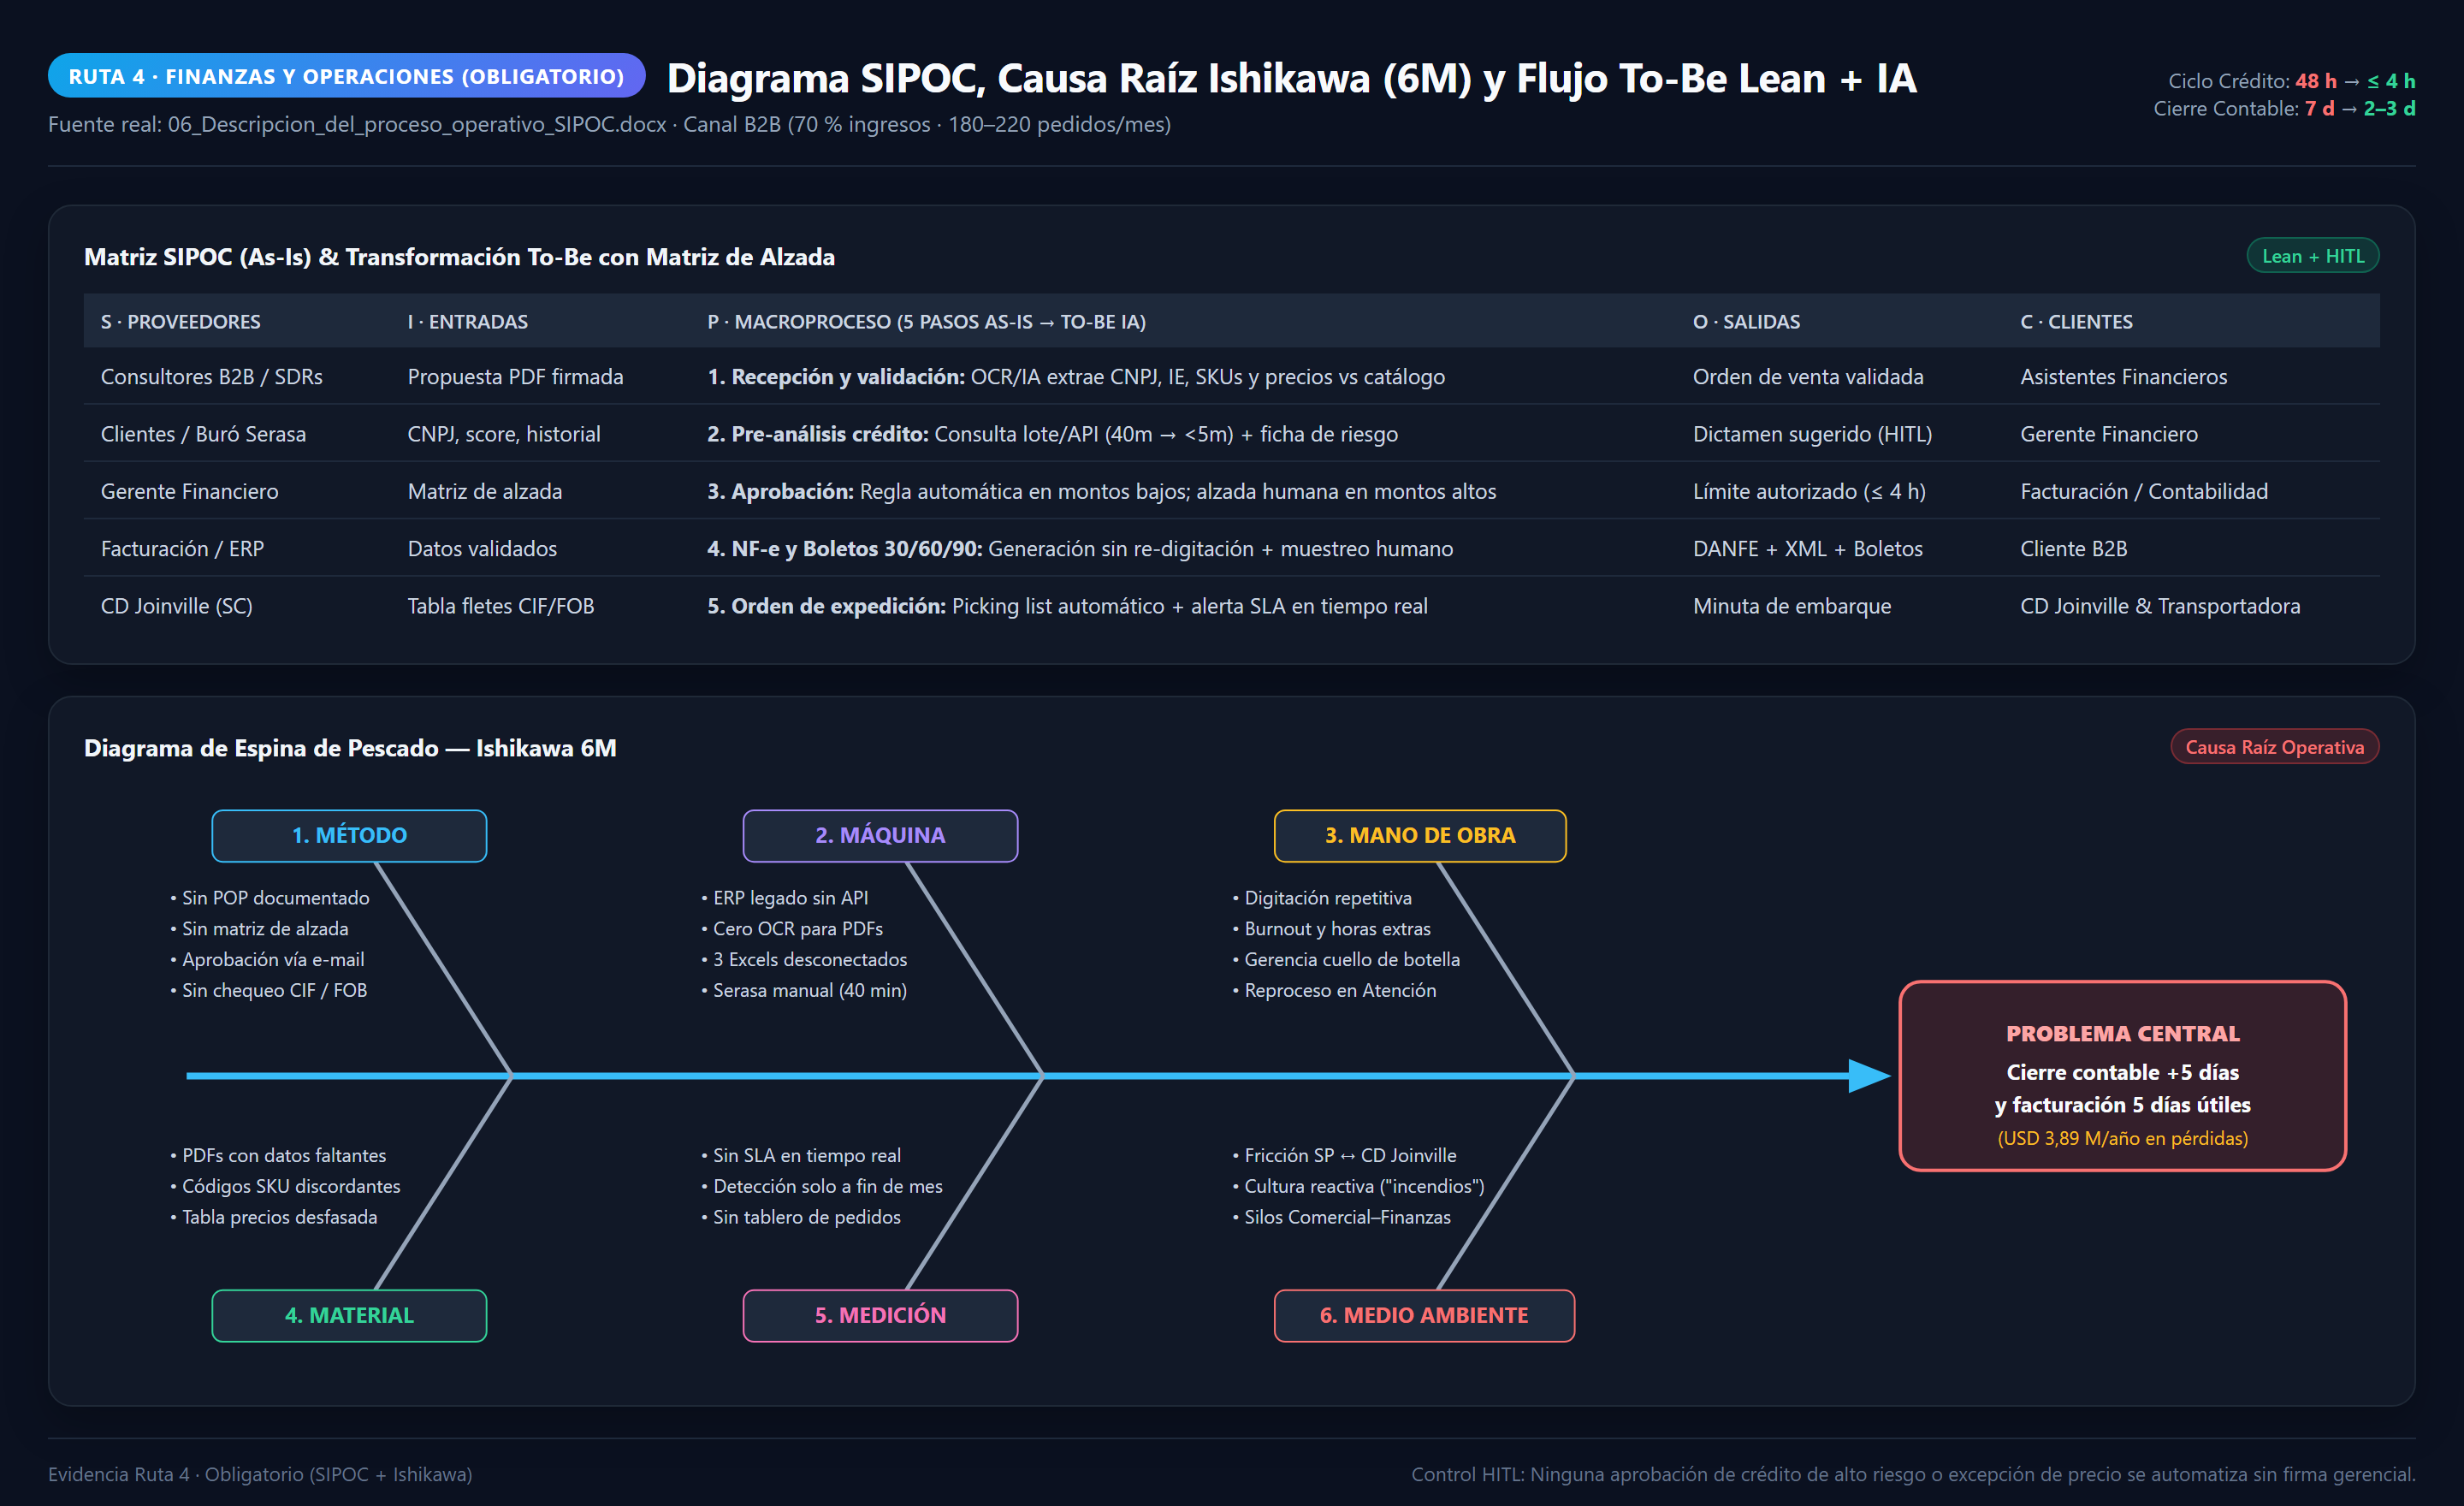 RUTA 4 · FINANZAS Y OPERACIONES (OBLIGATORIO)
Diagrama SIPOC, Causa Raíz Ishikawa (6M) y Flujo To-Be Lean + IA
Fuente real: 06_Descripcion_del_proceso_operativo_SIPOC.docx · Canal B2B (70 % ingresos · 180–220 pedidos/mes)
Ciclo Crédito: 48 h → ≤ 4 h
Cierre Contable: 7 d → 2–3 d
Matriz SIPOC (As-Is) & Transformación To-Be con Matriz de Alzada
Lean + HITL
S · PROVEEDORES I · ENTRADAS P · MACROPROCESO (5 PASOS AS-IS → TO-BE IA) O · SALIDAS C · CLIENTES
Consultores B2B / SDRs Propuesta PDF firmada 1. Recepción y validación: OCR/IA extrae CNPJ, IE, SKUs y precios vs catálogo Orden de venta validada Asistentes Financieros
Clientes / Buró Serasa CNPJ, score, historial 2. Pre-análisis crédito: Consulta lote/API (40m → <5m) + ficha de riesgo Dictamen sugerido (HITL) Gerente Financiero
Gerente Financiero Matriz de alzada 3. Aprobación: Regla automática en montos bajos; alzada humana en montos altos Límite autorizado (≤ 4 h) Facturación / Contabilidad
Facturación / ERP Datos validados 4. NF-e y Boletos 30/60/90: Generación sin re-digitación + muestreo humano DANFE + XML + Boletos Cliente B2B
CD Joinville (SC) Tabla fletes CIF/FOB 5. Orden de expedición: Picking list automático + alerta SLA en tiempo real Minuta de embarque CD Joinville & Transportadora
Diagrama de Espina de Pescado — Ishikawa 6M
Causa Raíz Operativa
1. MÉTODO
• Sin POP documentado
• Sin matriz de alzada
• Aprobación vía e-mail
• Sin chequeo CIF / FOB
2. MÁQUINA
• ERP legado sin API
• Cero OCR para PDFs
• 3 Excels desconectados
• Serasa manual (40 min)
3. MANO DE OBRA
• Digitación repetitiva
• Burnout y horas extras
• Gerencia cuello de botella
• Reproceso en Atención
PROBLEMA CENTRAL
Cierre contable +5 días
y facturación 5 días útiles
(USD 3,89 M/año en pérdidas)
• PDFs con datos faltantes
• Códigos SKU discordantes
• Tabla precios desfasada
4. MATERIAL
• Sin SLA en tiempo real
• Detección solo a fin de mes
• Sin tablero de pedidos
5. MEDICIÓN
• Fricción SP ↔ CD Joinville
• Cultura reactiva ("incendios")
• Silos Comercial–Finanzas
6. MEDIO AMBIENTE
Evidencia Ruta 4 · Obligatorio (SIPOC + Ishikawa)
Control HITL: Ninguna aprobación de crédito de alto riesgo o excepción de precio se automatiza sin firma gerencial.